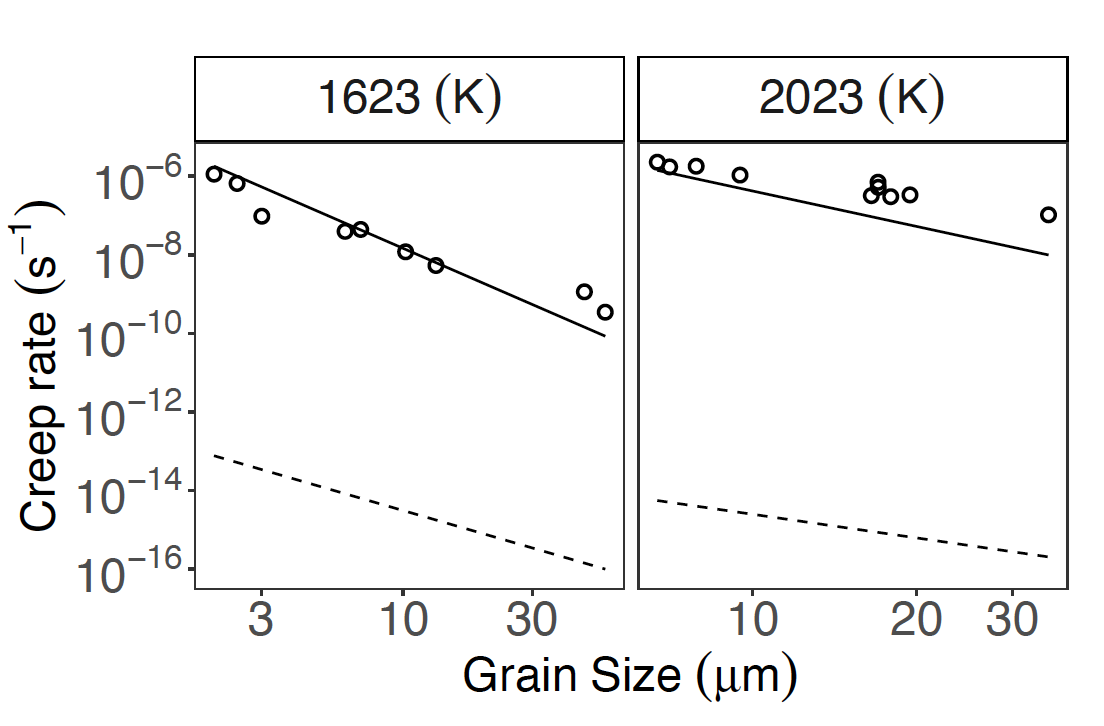 1623 (K)
2023 (K)
Creep rate (s⁻¹)
10⁻⁶
10⁻⁸
10⁻¹⁰
10⁻¹²
10⁻¹⁴
10⁻¹⁶
3 10 30
10 20 30
Grain Size (μm)